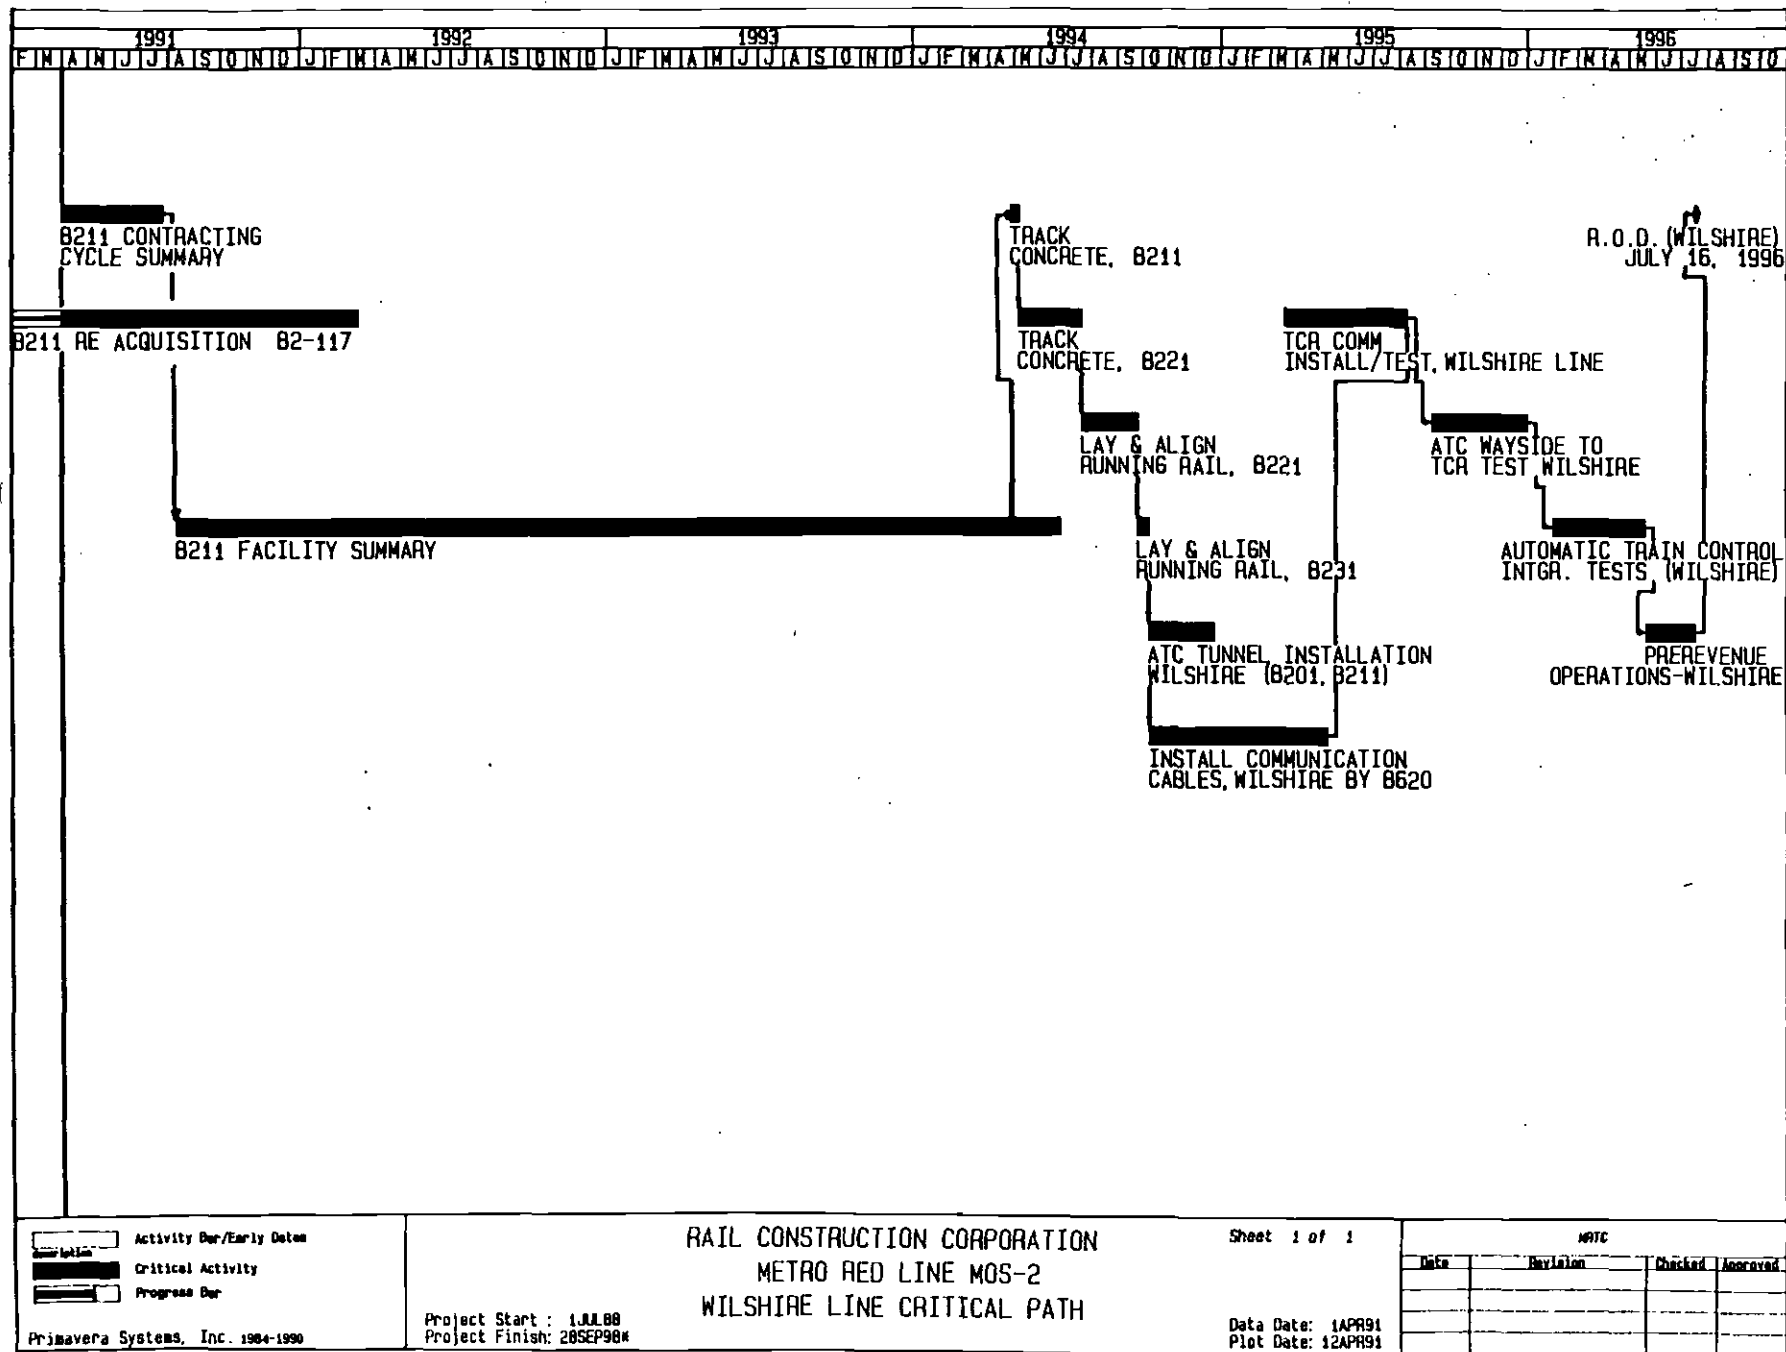 1991 1992 1993 1994 1995 1996
F M A M J J A S O N D J F M A M J J A S O N D J F M A M J J A S O N D J F M A M J J A S O N D J F M A M J J A S O N D J F M A M J J A S O
B211 CONTRACTING
CYCLE SUMMARY
TRACK
CONCRETE, B211
R.O.D. (WILSHIRE)
JULY 16, 1996
B211 RE ACQUISITION B2-117
TRACK
CONCRETE, B221
TCR COMM
INSTALL/TEST, WILSHIRE LINE
LAY & ALIGN
RUNNING RAIL, B221
ATC WAYSIDE TO
TCR TEST WILSHIRE
B211 FACILITY SUMMARY
LAY & ALIGN
RUNNING RAIL, B231
AUTOMATIC TRAIN CONTROL
INTGR. TESTS (WILSHIRE)
ATC TUNNEL INSTALLATION
WILSHIRE (B201, B211)
PREREVENUE
OPERATIONS-WILSHIRE
INSTALL COMMUNICATION
CABLES, WILSHIRE BY B620
Activity Bar/Early Dates
description
Critical Activity
Progress Bar
Primavera Systems, Inc. 1984-1990
Project Start : 1JUL88
Project Finish: 28SEP98*
RAIL CONSTRUCTION CORPORATION
METRO RED LINE MOS-2
WILSHIRE LINE CRITICAL PATH
Sheet 1 of 1
Data Date: 1APR91
Plot Date: 12APR91
MRTC
Date Revision Checked Approved